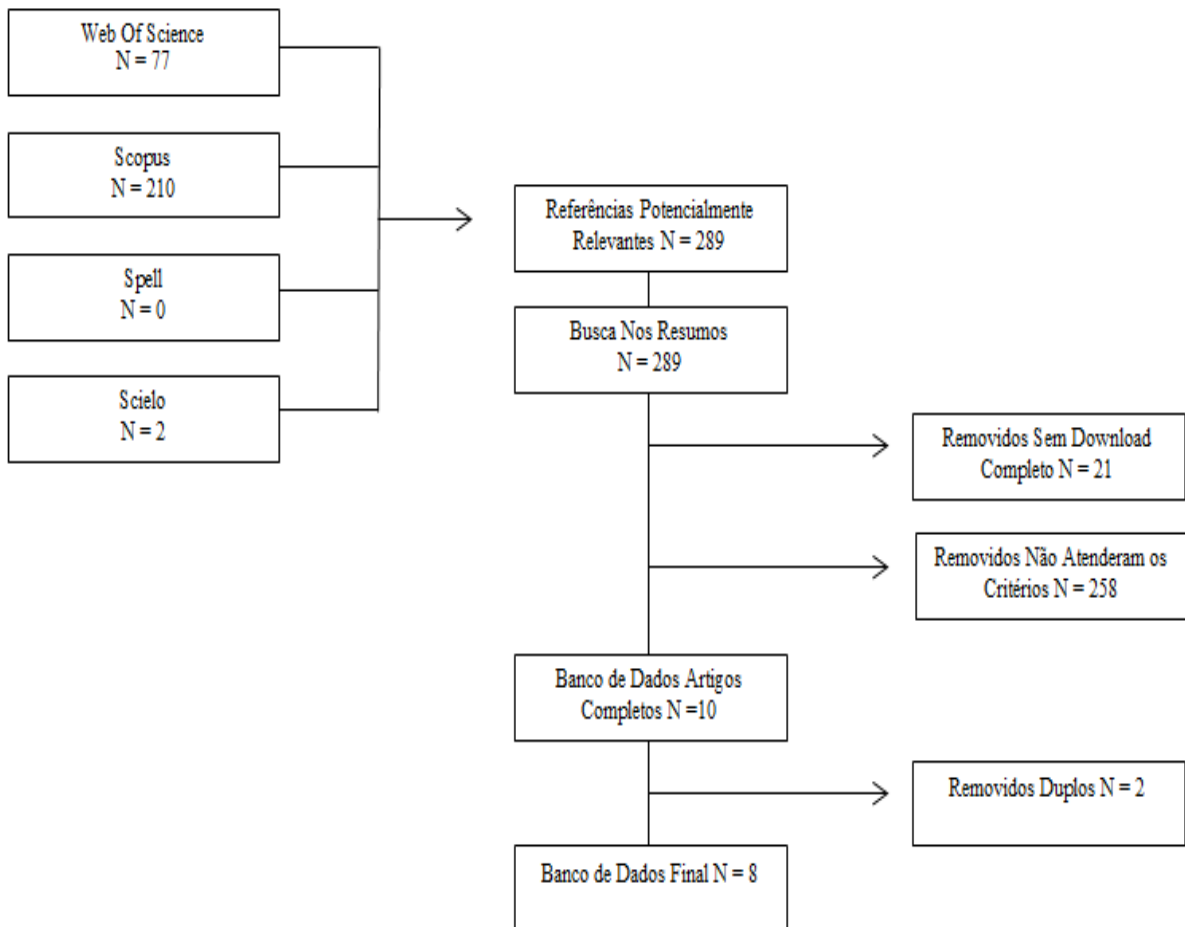 Web Of Science
N = 77
Scopus
N = 210
Spell
N = 0
Scielo
N = 2
Referências Potencialmente
Relevantes N = 289
Busca Nos Resumos
N = 289
Removidos Sem Download
Completo N = 21
Removidos Não Atenderam os
Critérios N = 258
Banco de Dados Artigos
Completos N =10
Removidos Duplos N = 2
Banco de Dados Final N = 8